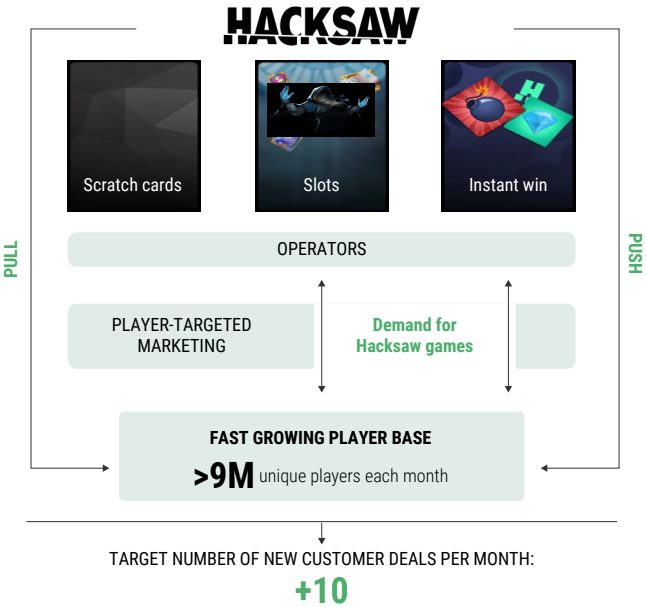 HACKSAW
Scratch cards
Slots
Instant win
PULL
PUSH
OPERATORS
PLAYER-TARGETED
MARKETING
Demand for
Hacksaw games
FAST GROWING PLAYER BASE
>9M unique players each month
TARGET NUMBER OF NEW CUSTOMER DEALS PER MONTH:
+10